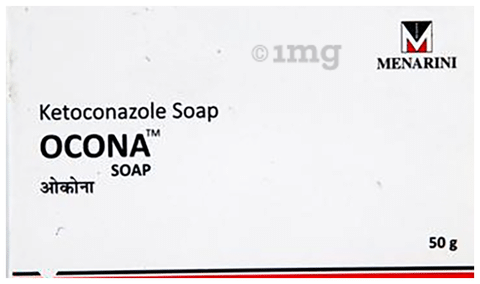 ©1mg
MENARINI
Ketoconazole Soap
OCONA™
SOAP
ओकोना
50 g